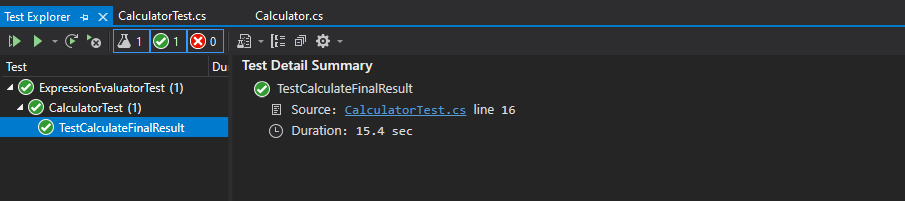 Test Explorer
CalculatorTest.cs
Calculator.cs
1
1
0
Test
Du
Test Detail Summary
ExpressionEvaluatorTest (1)
CalculatorTest (1)
TestCalculateFinalResult
TestCalculateFinalResult
Source: CalculatorTest.cs line 16
Duration: 15.4 sec